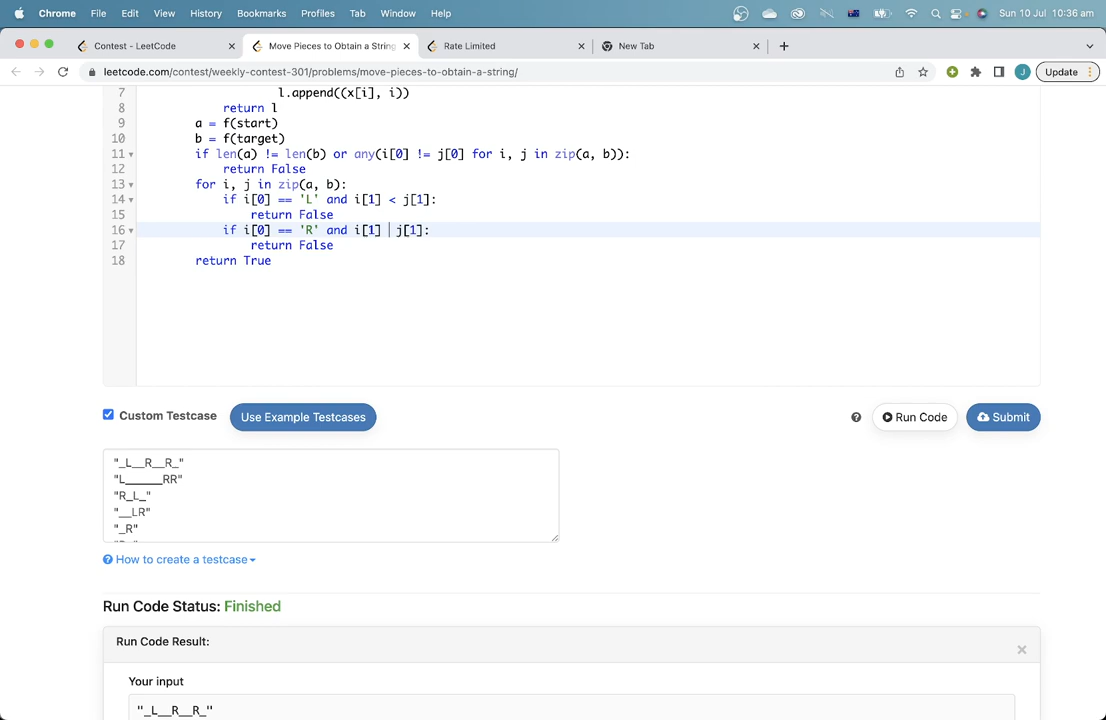 Chrome File Edit View History Bookmarks Profiles Tab Window Help Sun 10 Jul 10:36 am
Contest - LeetCode Move Pieces to Obtain a String Rate Limited New Tab
leetcode.com/contest/weekly-contest-301/problems/move-pieces-to-obtain-a-string/ J Update
7 l.append((x[i], i))
8 return l
9 a = f(start)
10 b = f(target)
11 if len(a) != len(b) or any(i[0] != j[0] for i, j in zip(a, b)):
12 return False
13 for i, j in zip(a, b):
14 if i[0] == 'L' and i[1] < j[1]:
15 return False
16 if i[0] == 'R' and i[1] j[1]:
17 return False
18 return True
Custom Testcase Use Example Testcases Run Code Submit
"_L__R__R_"
"L______RR"
"R_L_"
"__LR"
"_R"
How to create a testcase
Run Code Status: Finished
Run Code Result:
Your input
"_L__R__R_"